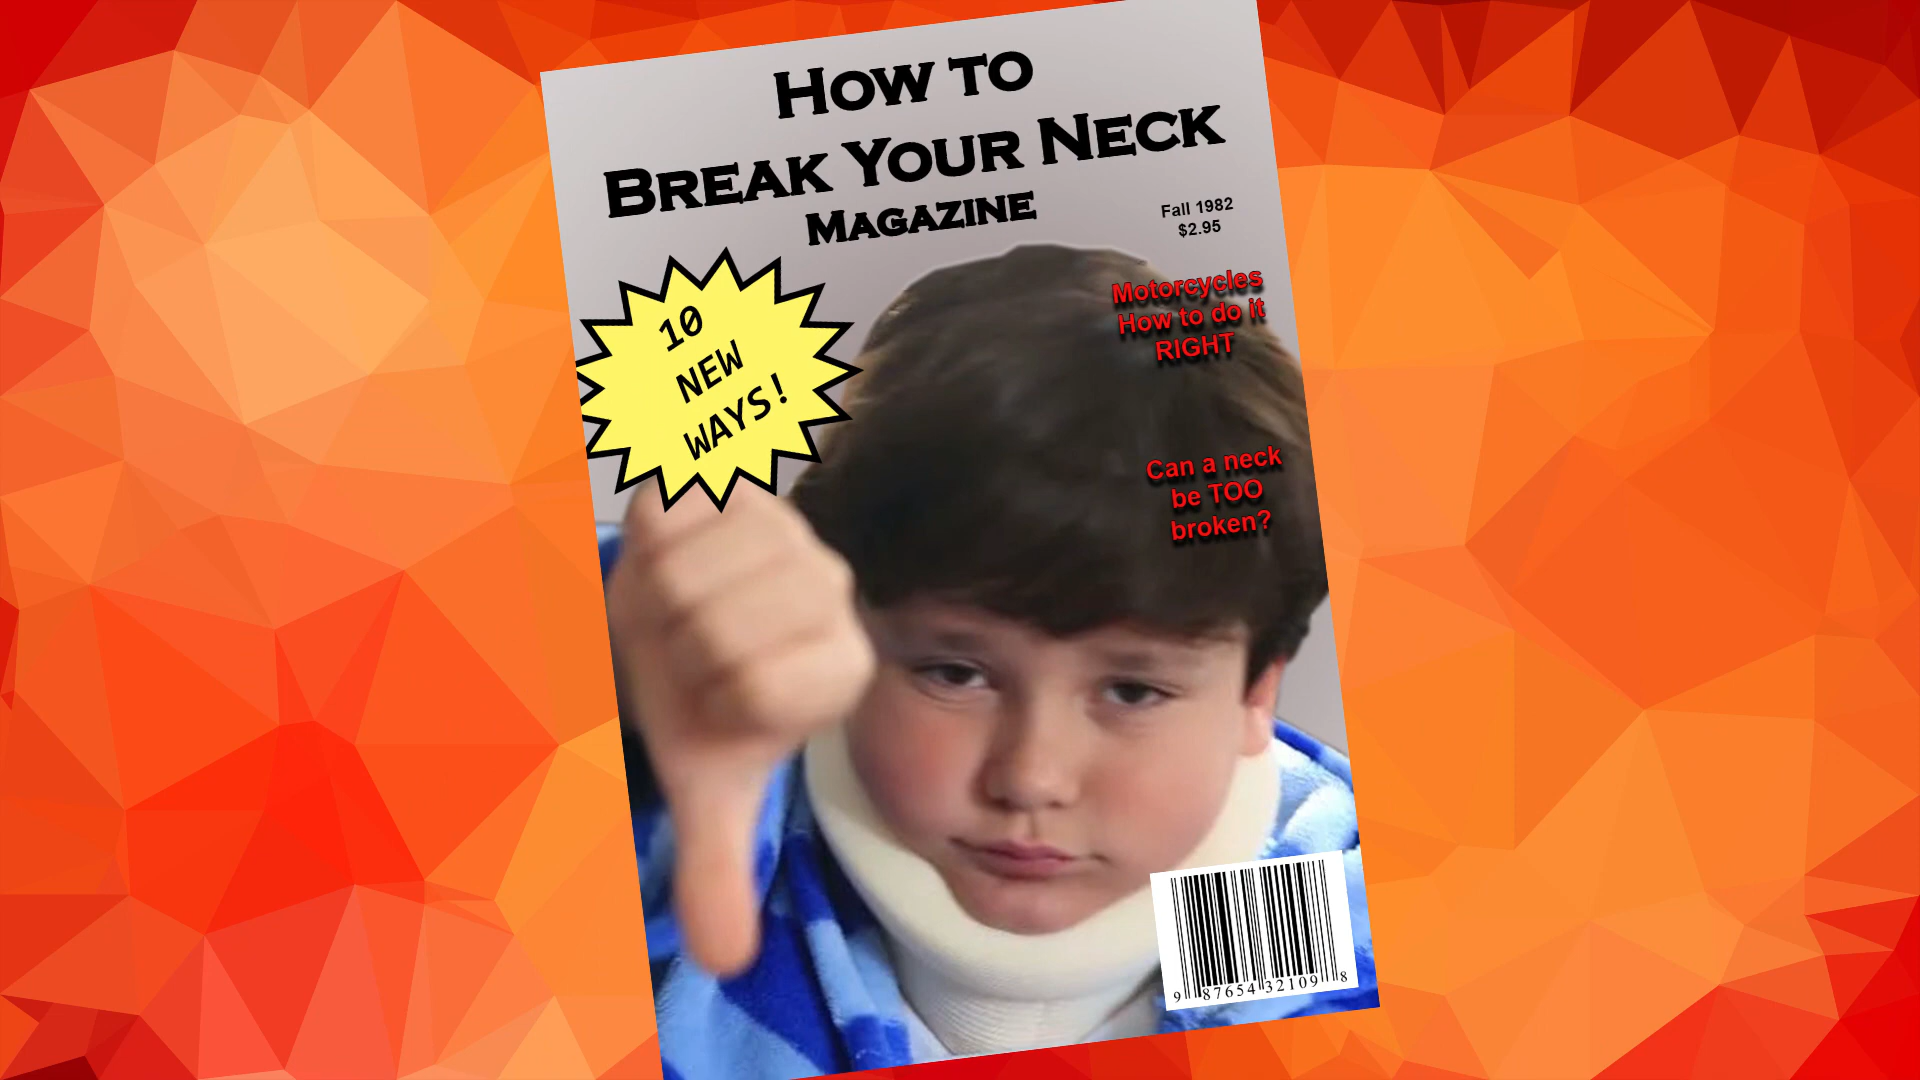 How to
Break Your Neck
Magazine
Fall 1982
$2.95
10
NEW
WAYS!
Motorcycles
How to do it
RIGHT
Can a neck
be TOO
broken?
9 87654 32109 8